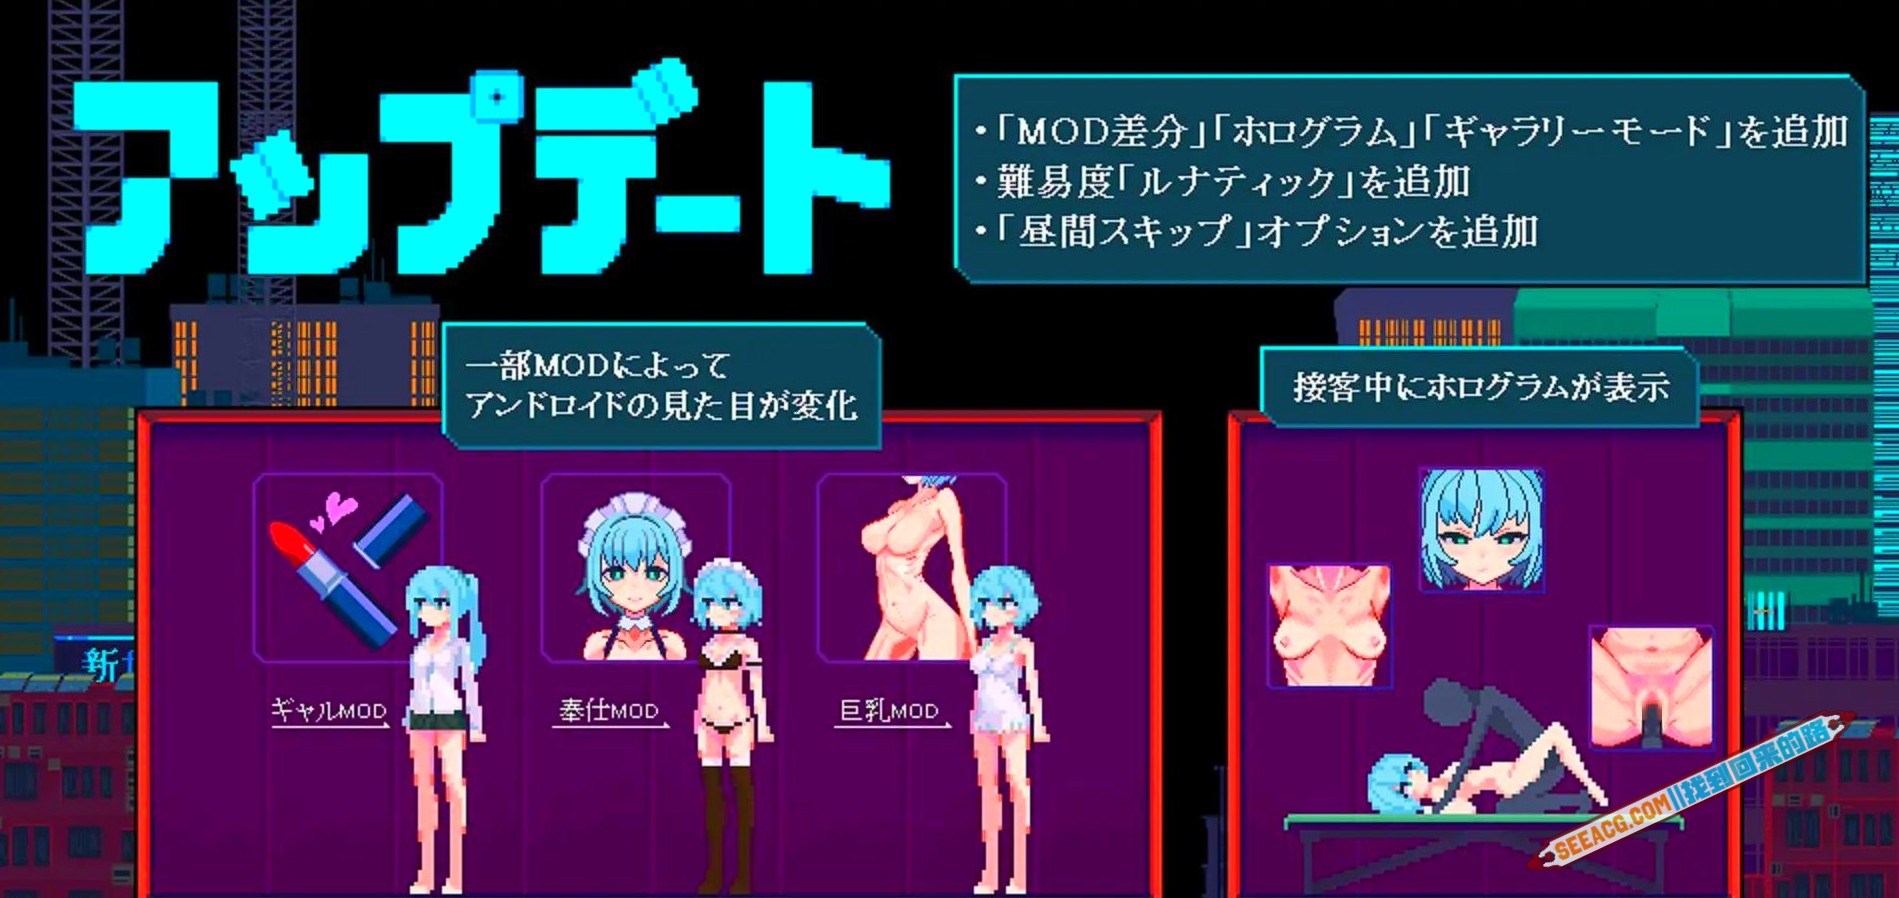 アップデート
・「MOD差分」「ホログラム」「ギャラリーモード」を追加
・難易度「ルナティック」を追加
・「昼間スキップ」オプションを追加
一部MODによって
アンドロイドの見た目が変化
接客中にホログラムが表示
新
ギャルMOD
奉仕MOD
巨乳MOD
SEEACG.COM||找到回来的路